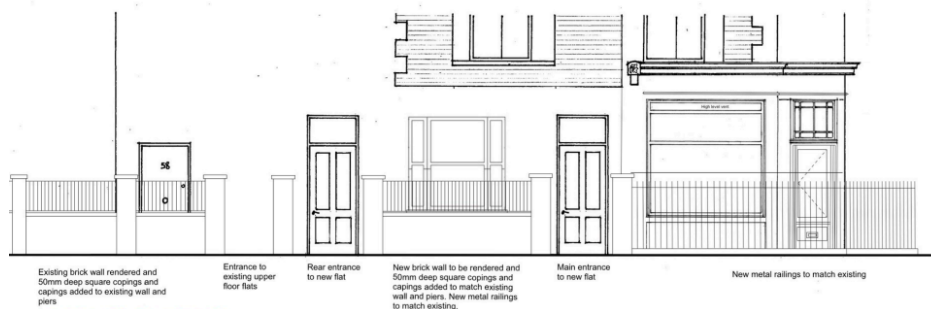 High level vent
58
Existing brick wall rendered and
50mm deep square copings and
capings added to existing wall and
piers
Entrance to
existing upper
floor flats
Rear entrance
to new flat
New brick wall to be rendered and
50mm deep square copings and
capings added to match existing
wall and piers. New metal railings
to match existing.
Main entrance
to new flat
New metal railings to match existing